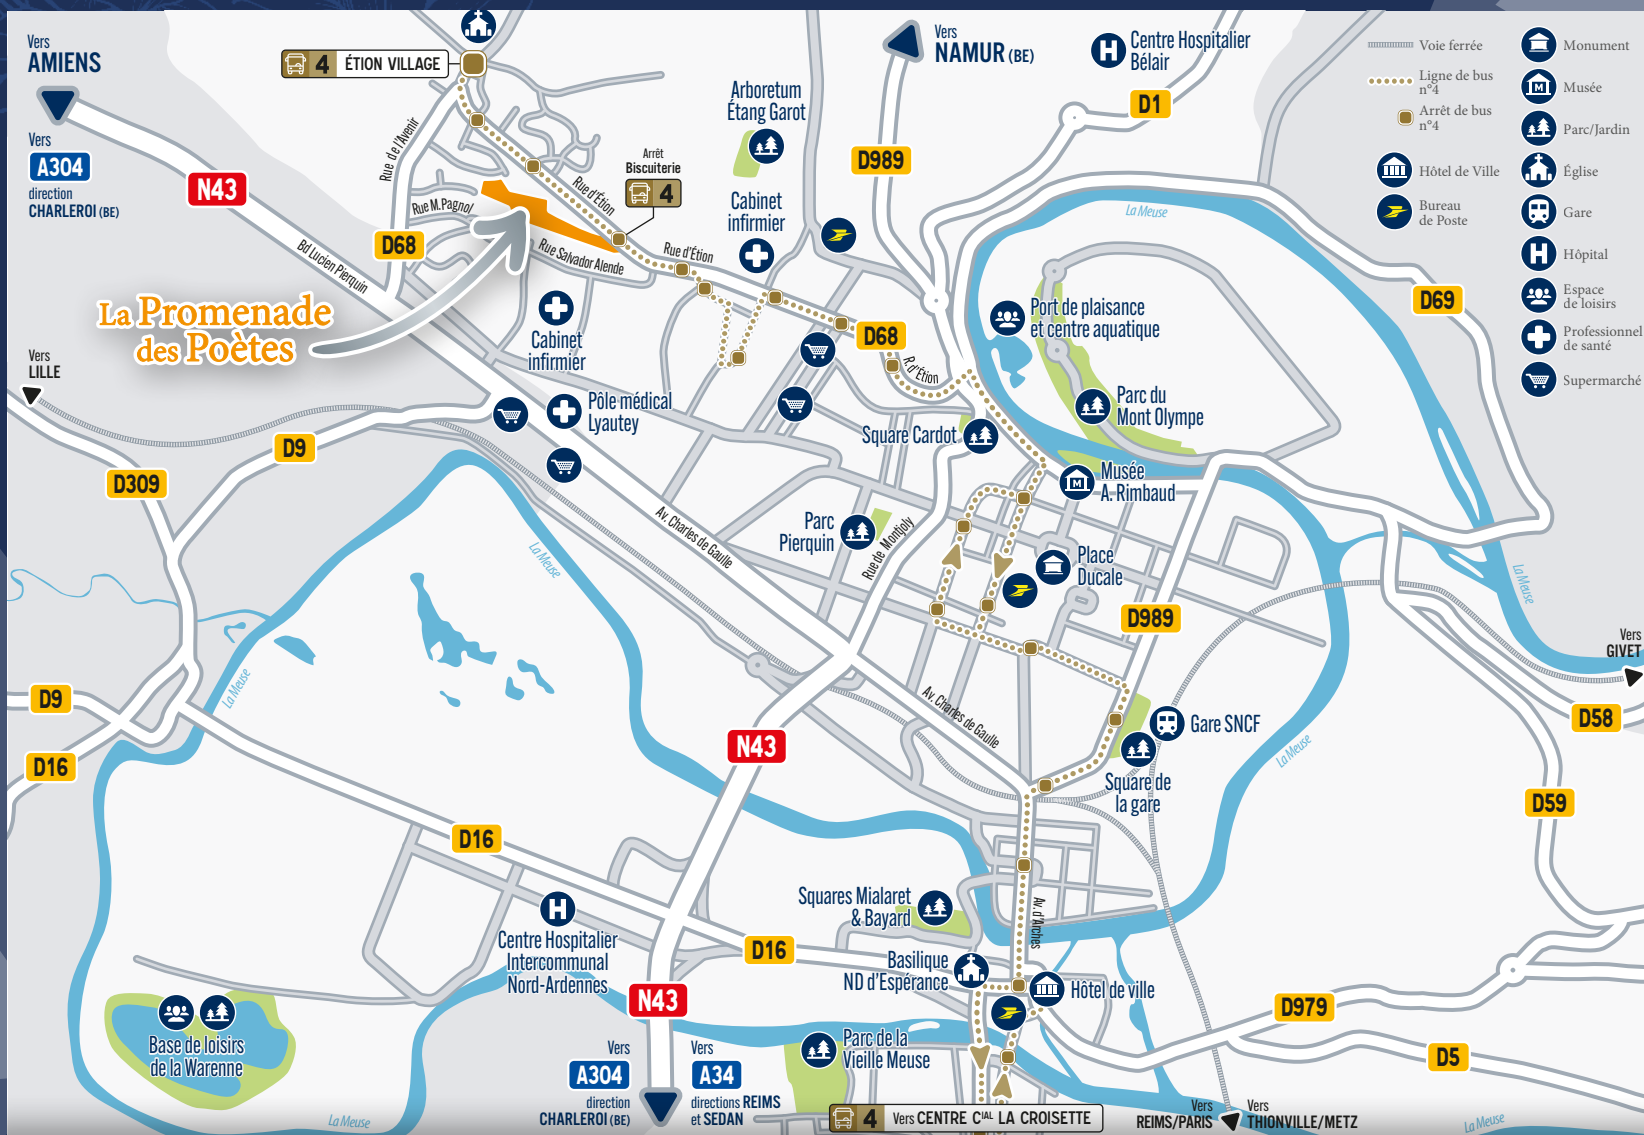 Vers
AMIENS
Vers
A304
direction
CHARLEROI (BE)
N43
4 ÉTION VILLAGE
Rue de l'Avenir
Rue M.Pagnol
D68
Bd Lucien Pierquin
Rue d'Étion
Rue Salvador Alende
Arrêt
Biscuiterie
4
Rue d'Étion
La Promenade
des Poètes
Arboretum
Étang Garot
Cabinet
infirmier
Vers
NAMUR (BE)
Centre Hospitalier
Bélair
D1
D989
La Meuse
Voie ferrée
Ligne de bus
n°4
Arrêt de bus
n°4
Hôtel de Ville
Bureau
de Poste
Monument
Musée
Parc/Jardin
Église
Gare
Hôpital
Espace
de loisirs
Professionnel
de santé
Supermarché
D69
Port de plaisance
et centre aquatique
D68
R. d'Étion
Parc du
Mont Olympe
Square Cardot
Musée
A. Rimbaud
Cabinet
infirmier
Pôle médical
Lyautey
Vers
LILLE
D9
D309
Av. Charles de Gaulle
La Meuse
Parc
Pierquin
Rue de Montjoly
Place
Ducale
D989
La Meuse
Vers
GIVET
D58
D59
La Meuse
D9
D16
La Meuse
N43
Av. Charles de Gaulle
Gare SNCF
Square de
la gare
D16
Centre Hospitalier
Intercommunal
Nord-Ardennes
Squares Mialaret
& Bayard
Av. d'Arches
D16
Basilique
ND d'Espérance
Hôtel de ville
N43
D979
D5
Base de loisirs
de la Warenne
Parc de la
Vieille Meuse
Vers
A304
direction
CHARLEROI (BE)
Vers
A34
directions REIMS
et SEDAN
4 Vers CENTRE CIAL LA CROISETTE
Vers
REIMS/PARIS
Vers
THIONVILLE/METZ
La Meuse
La Meuse